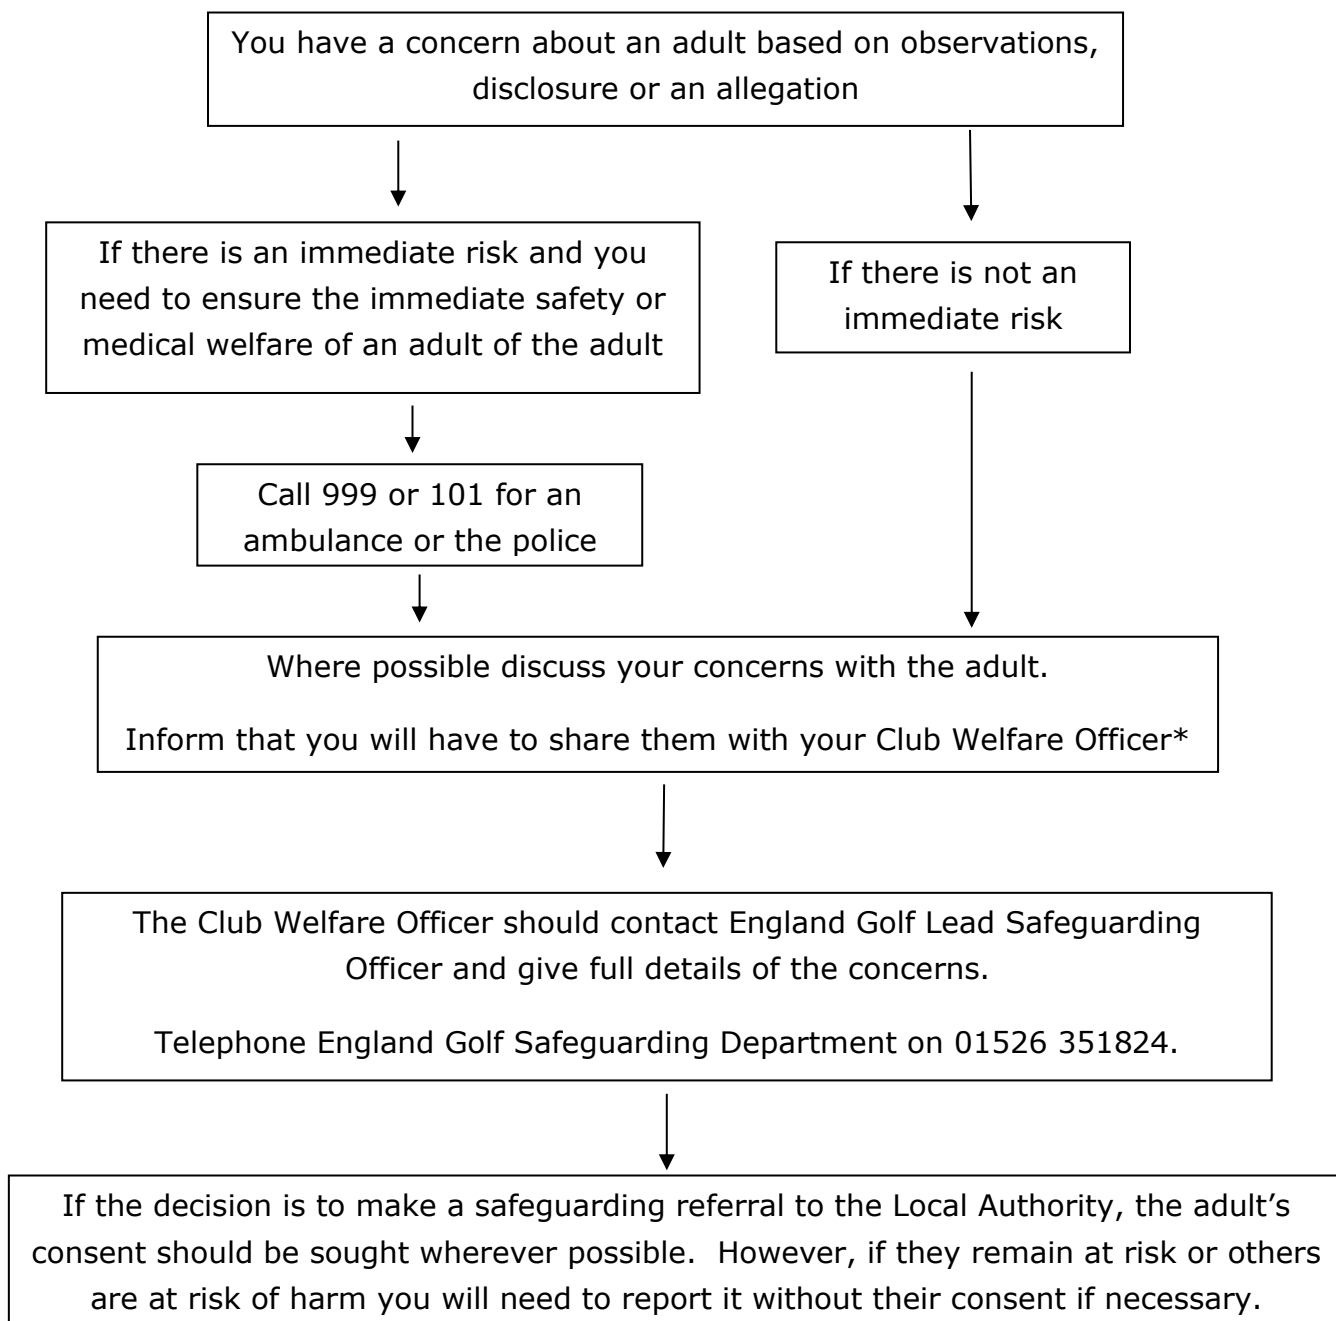 You have a concern about an adult based on observations,
disclosure or an allegation
If there is an immediate risk and you
need to ensure the immediate safety or
medical welfare of an adult of the adult
If there is not an
immediate risk
Call 999 or 101 for an
ambulance or the police
Where possible discuss your concerns with the adult.
Inform that you will have to share them with your Club Welfare Officer*
The Club Welfare Officer should contact England Golf Lead Safeguarding
Officer and give full details of the concerns.
Telephone England Golf Safeguarding Department on 01526 351824.
If the decision is to make a safeguarding referral to the Local Authority, the adult’s
consent should be sought wherever possible.  However, if they remain at risk or others
are at risk of harm you will need to report it without their consent if necessary.